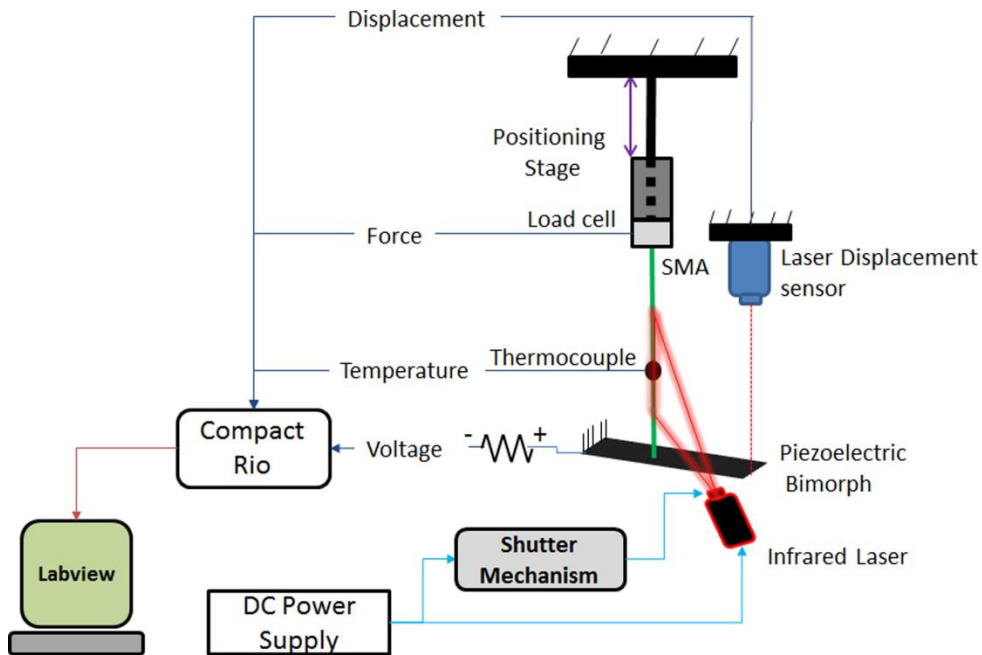 Displacement
Positioning
Stage
Load cell
Force
SMA
Laser Displacement
sensor
Thermocouple
Temperature
Compact
Rio
Voltage
-
+
Piezoelectric
Bimorph
Labview
Shutter
Mechanism
Infrared Laser
DC Power
Supply